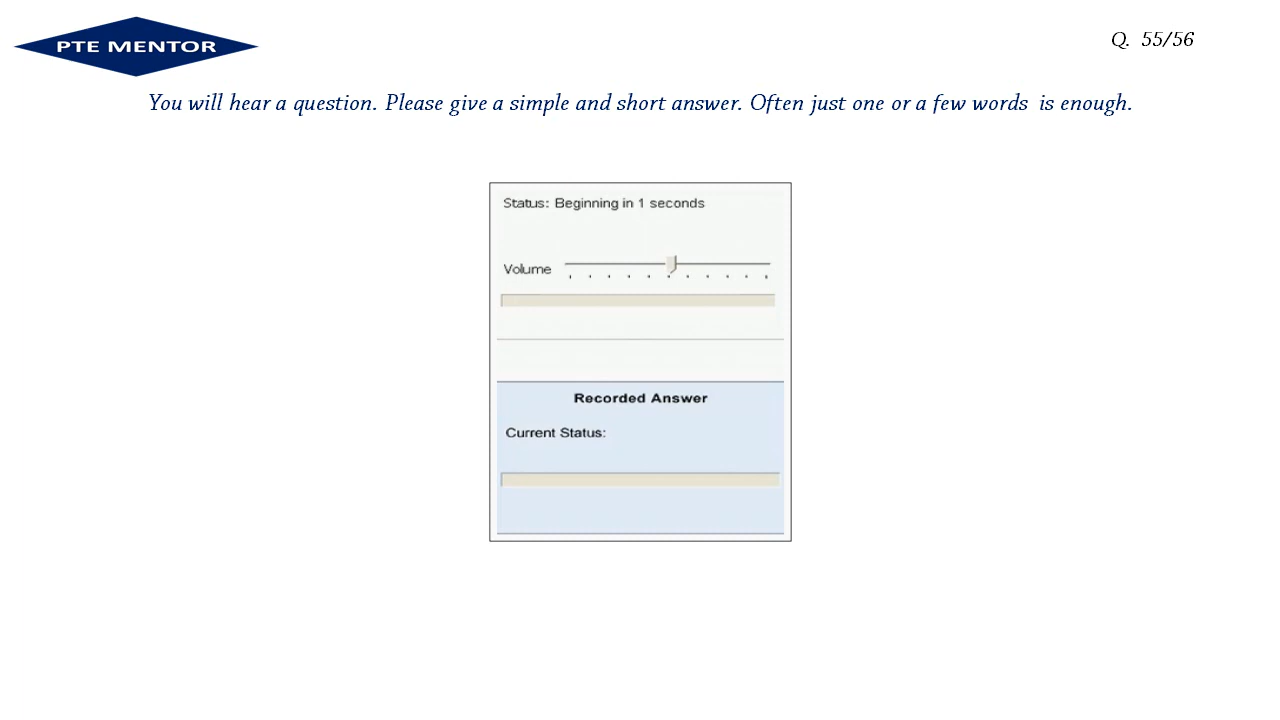 PTE MENTOR
Q. 55/56
You will hear a question. Please give a simple and short answer. Often just one or a few words is enough.
Status: Beginning in 1 seconds
Volume
Recorded Answer
Current Status: